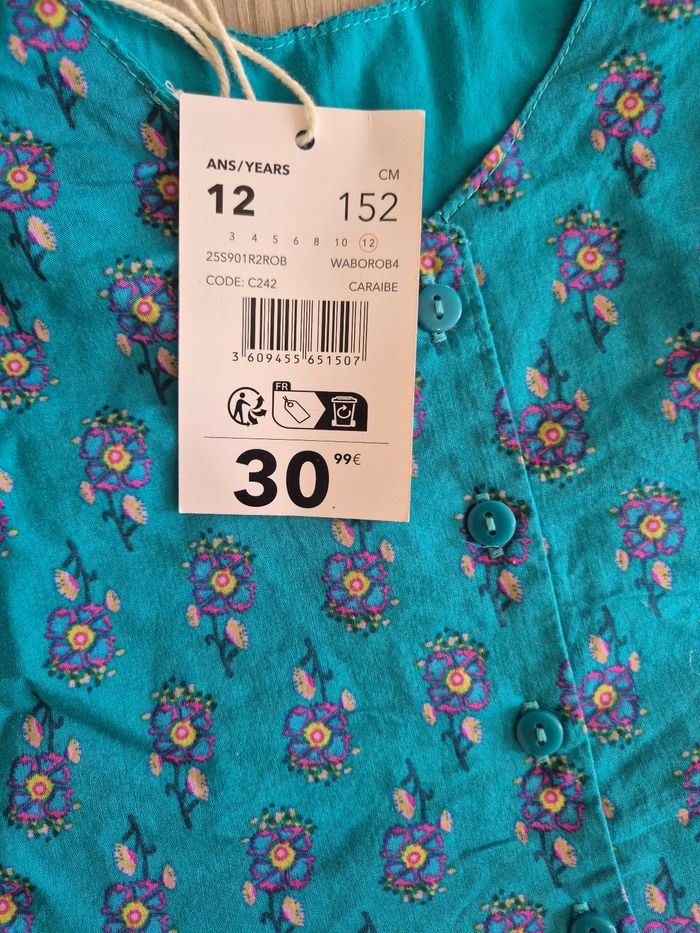 ANS/YEARS CM
12 152
3 4 5 6 8 10 12
25S901R2ROB WABOROB4
CODE: C242 CARAIBE
3 609455 651507
FR
30 99€